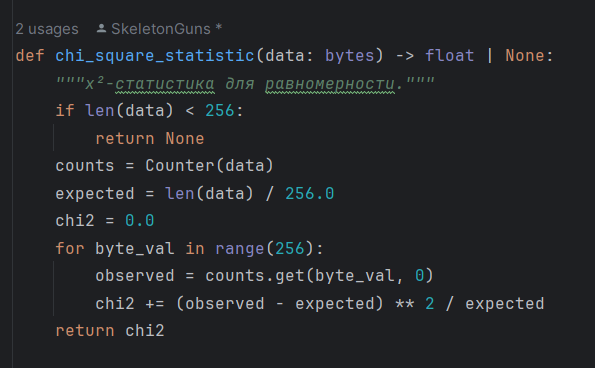 2 usages SkeletonGuns *
def chi_square_statistic(data: bytes) -> float | None:
    """χ²-статистика для равномерности."""
    if len(data) < 256:
        return None
    counts = Counter(data)
    expected = len(data) / 256.0
    chi2 = 0.0
    for byte_val in range(256):
        observed = counts.get(byte_val, 0)
        chi2 += (observed - expected) ** 2 / expected
    return chi2